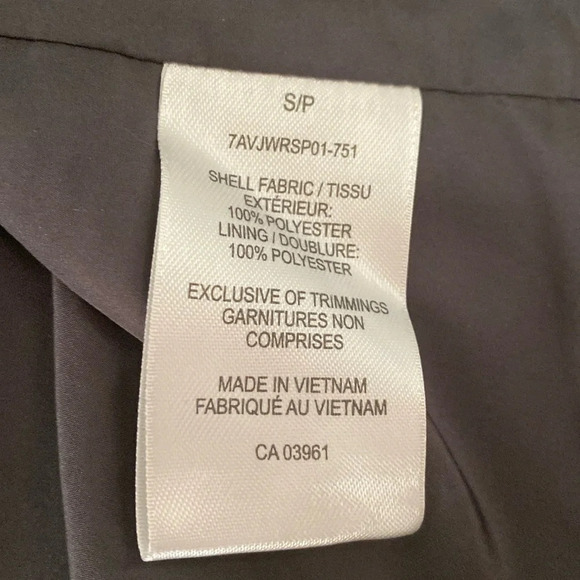 S/P
7AVJWRSP01-751
SHELL FABRIC / TISSU
EXTÉRIEUR:
100% POLYESTER
LINING / DOUBLURE:
100% POLYESTER
EXCLUSIVE OF TRIMMINGS
GARNITURES NON
COMPRISES
MADE IN VIETNAM
FABRIQUÉ AU VIETNAM
CA 03961